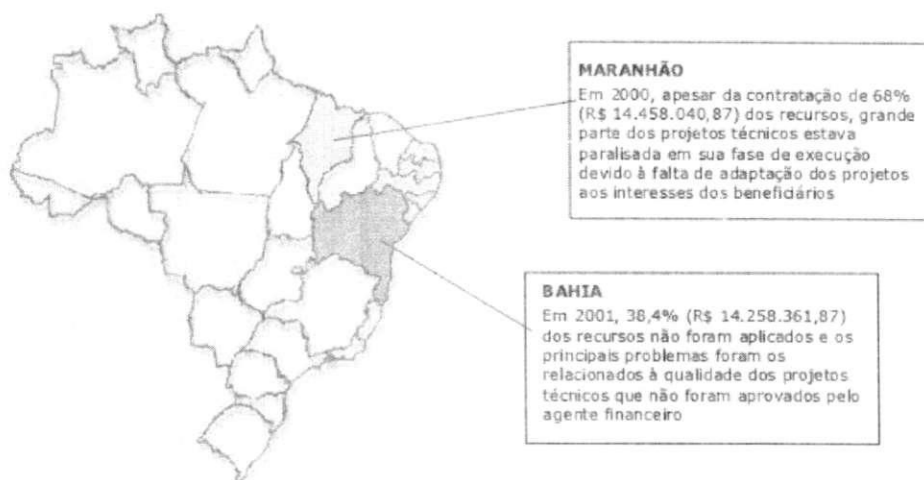 MARANHÃO
Em 2000, apesar da contratação de 68%
(R$ 14.458.040,87) dos recursos, grande
parte dos projetos técnicos estava
paralisada em sua fase de execução
devido à falta de adaptação dos projetos
aos interesses dos beneficiários
BAHIA
Em 2001, 38,4% (R$ 14.258.361,87)
dos recursos não foram aplicados e os
principais problemas foram os
relacionados à qualidade dos projetos
técnicos que não foram aprovados pelo
agente financeiro